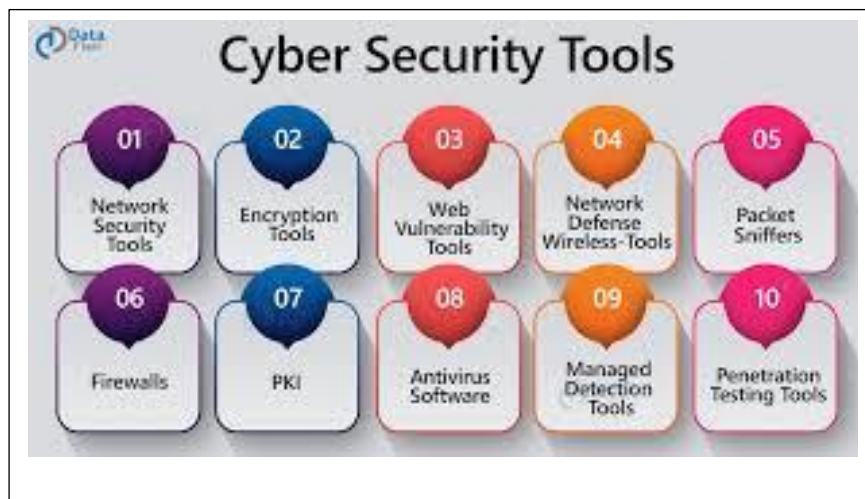 Data
Flair
Cyber Security Tools
01
02
03
04
05
Network
Security
Tools
Encryption
Tools
Web
Vulnerability
Tools
Network
Defense
Wireless-Tools
Packet
Sniffers
06
07
08
09
10
Firewalls
PKI
Antivirus
Software
Managed
Detection
Tools
Penetration
Testing Tools